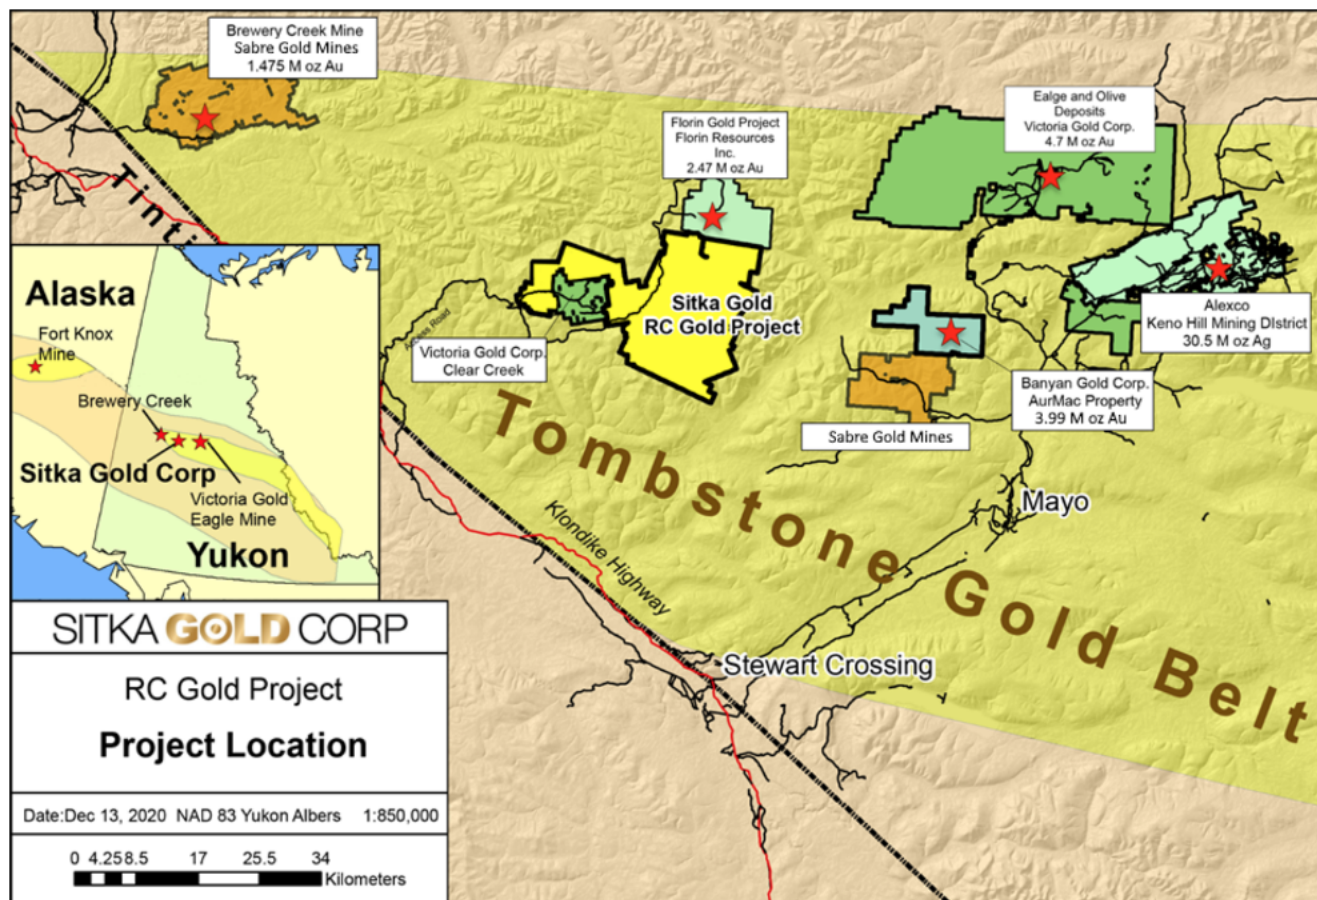 Brewery Creek Mine
Sabre Gold Mines
1.475 M oz Au
Florin Gold Project
Florin Resources
Inc.
2.47 M oz Au
Ealge and Olive
Deposits
Victoria Gold Corp.
4.7 M oz Au
Tinti
Sitka Gold
RC Gold Project
Access Road
Victoria Gold Corp.
Clear Creek
Alexco
Keno Hill Mining DIstrict
30.5 M oz Ag
Banyan Gold Corp.
AurMac Property
3.99 M oz Au
Sabre Gold Mines
Tombstone Gold Belt
Mayo
Klondike Highway
Stewart Crossing
Alaska
Fort Knox
Mine
Brewery Creek
Sitka Gold Corp
Victoria Gold
Eagle Mine
Yukon
SITKA GOLD CORP
RC Gold Project
Project Location
Date:Dec 13, 2020 NAD 83 Yukon Albers 1:850,000
0 4.25 8.5 17 25.5 34
Kilometers